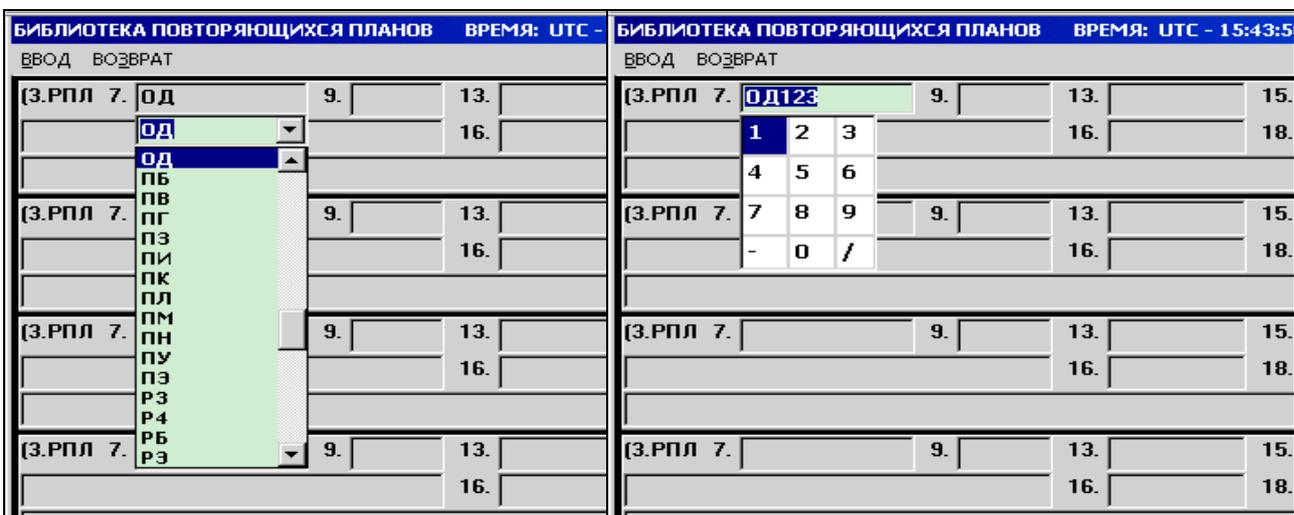 БИБЛИОТЕКА ПОВТОРЯЮЩИХСЯ ПЛАНОВ ВРЕМЯ: UTC -
ВВОД ВОЗВРАТ
(3.РПЛ 7. ОД 9. 13.
ОД 16.
ОД
ПБ
ПВ
(3.РПЛ 7. ПГ 9. 13.
ПЗ
ПИ 16.
ПК
ПЛ
ПМ
(3.РПЛ 7. ПН 9. 13.
ПУ
ПЭ 16.
Р3
Р4
РБ
(3.РПЛ 7. РЭ 9. 13.
16.
БИБЛИОТЕКА ПОВТОРЯЮЩИХСЯ ПЛАНОВ ВРЕМЯ: UTC - 15:43:5
ВВОД ВОЗВРАТ
(3.РПЛ 7. ОД123 9. 13. 15.
1 2 3 16. 18.
4 5 6
(3.РПЛ 7. 7 8 9 9. 13. 15.
- 0 / 16. 18.
(3.РПЛ 7. 9. 13. 15.
16. 18.
(3.РПЛ 7. 9. 13. 15.
16. 18.